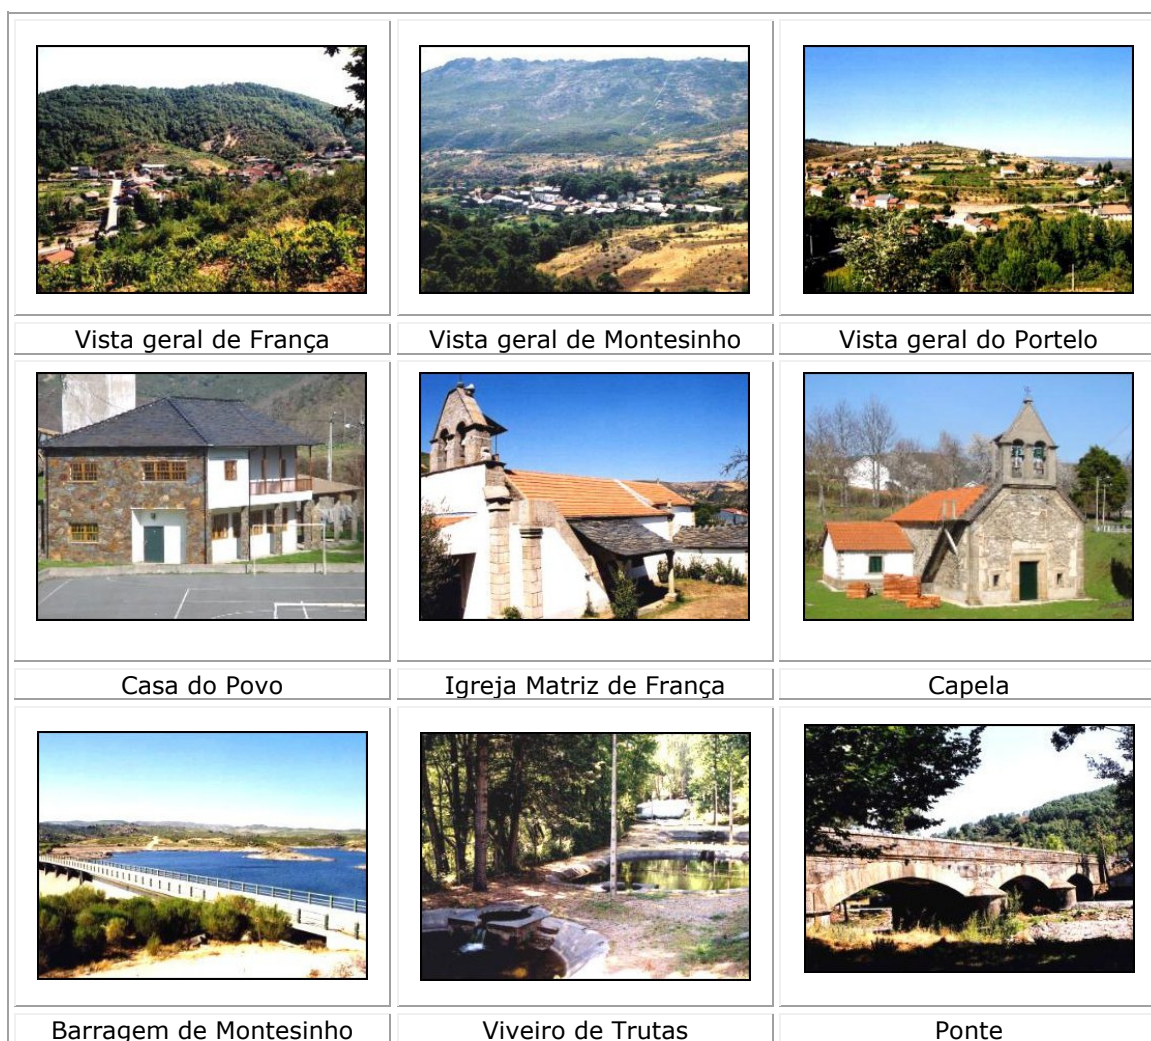 Vista geral de França
Vista geral de Montesinho
Vista geral do Portelo
Casa do Povo
Igreja Matriz de França
Capela
Barragem de Montesinho
Viveiro de Trutas
Ponte